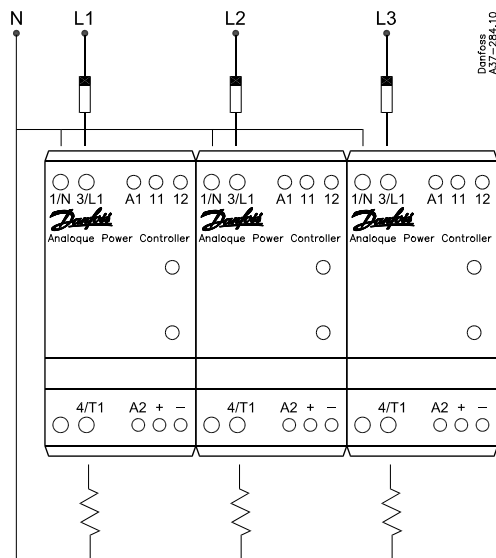 N L1 L2 L3
Danfoss
A37-284.10
1/N 3/L1 A1 11 12 1/N 3/L1 A1 11 12 1/N 3/L1 A1 11 12
Danfoss Danfoss Danfoss
Analoque Power Controller Analoque Power Controller Analoque Power Controller
4/T1 A2 + − 4/T1 A2 + − 4/T1 A2 + −